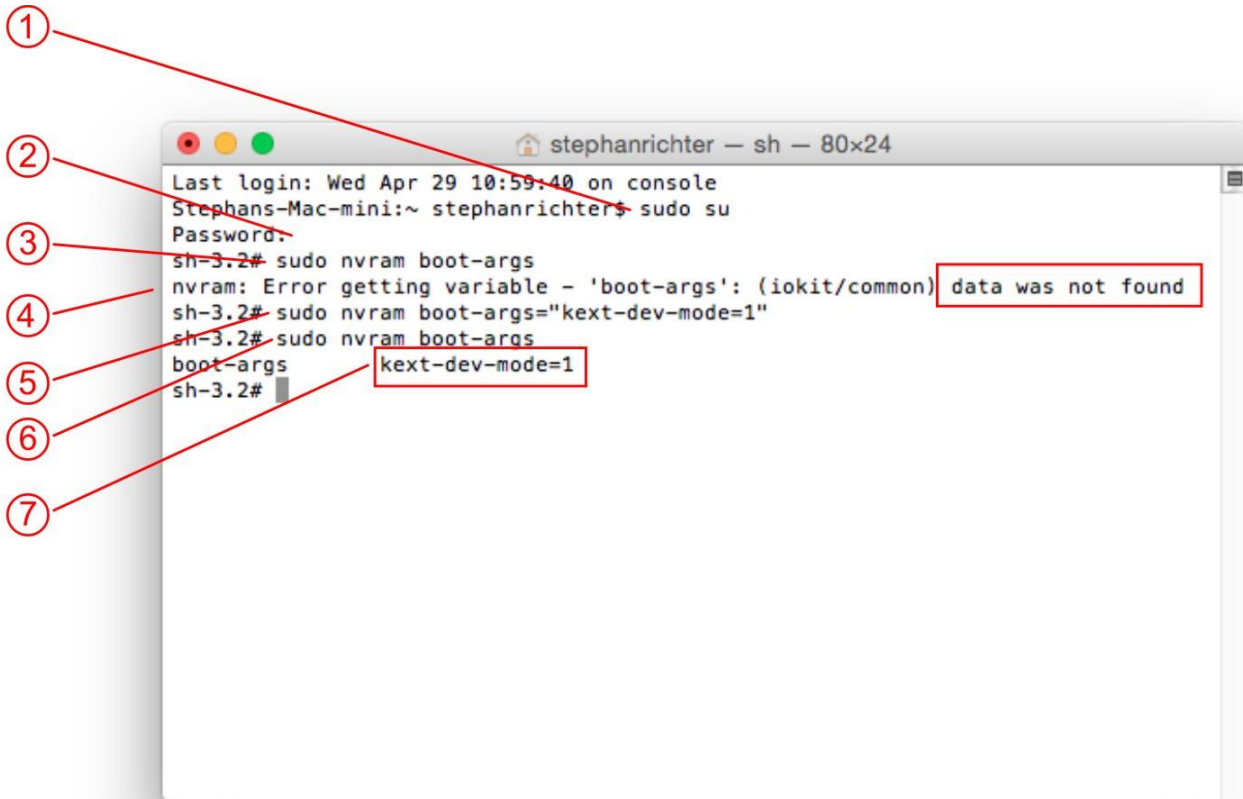 ①
stephanrichter — sh — 80×24
②
Last login: Wed Apr 29 10:59:40 on console
Stephans-Mac-mini:~ stephanrichter$ sudo su
Password:
③
sh-3.2# sudo nvram boot-args
nvram: Error getting variable - 'boot-args': (iokit/common) data was not found
④
sh-3.2# sudo nvram boot-args="kext-dev-mode=1"
sh-3.2# sudo nvram boot-args
boot-args kext-dev-mode=1
⑤
sh-3.2#
⑥
⑦